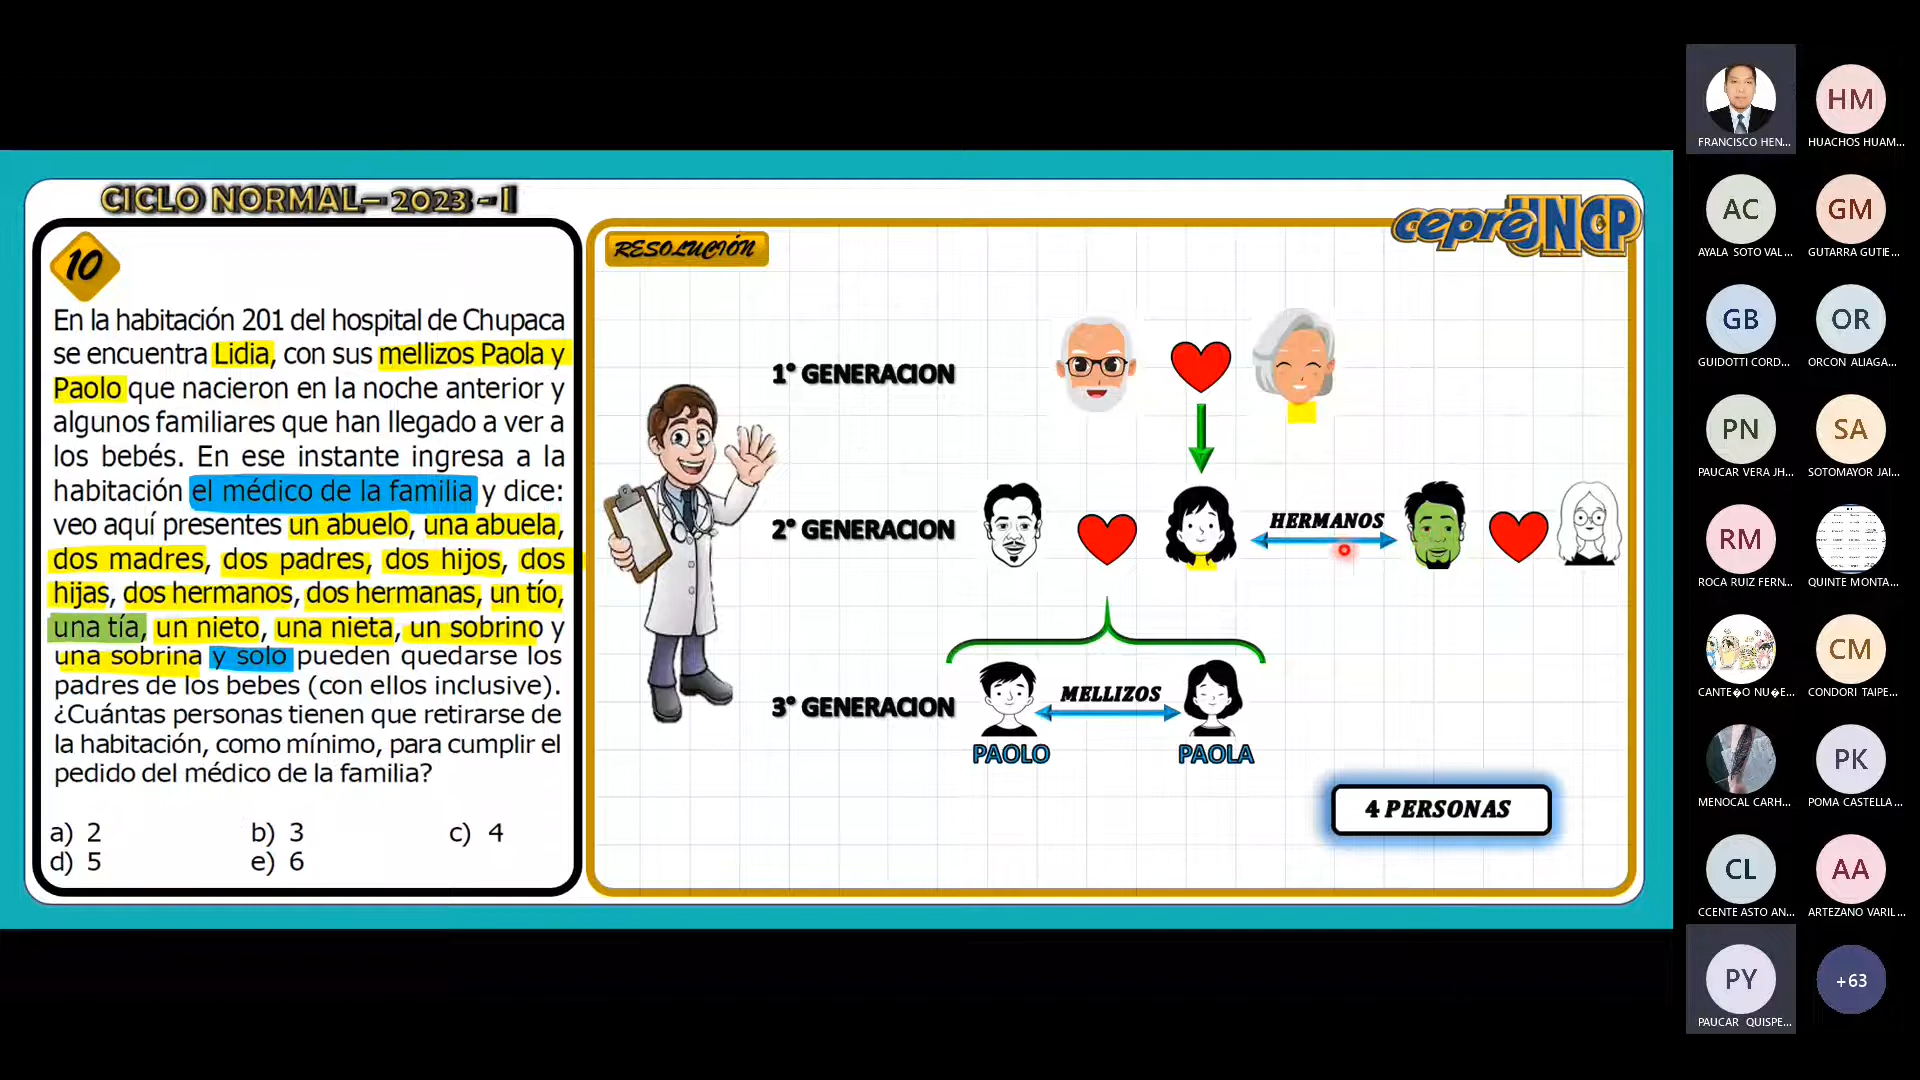 CICLO NORMAL—2023 - I
cepreUNCP
10
En la habitación 201 del hospital de Chupaca
se encuentra Lidia, con sus mellizos Paola y
Paolo que nacieron en la noche anterior y
algunos familiares que han llegado a ver a
los bebés. En ese instante ingresa a la
habitación el médico de la familia y dice:
veo aquí presentes un abuelo, una abuela,
dos madres, dos padres, dos hijos, dos
hijas, dos hermanos, dos hermanas, un tío,
una tía, un nieto, una nieta, un sobrino y
una sobrina y solo pueden quedarse los
padres de los bebes (con ellos inclusive).
¿Cuántas personas tienen que retirarse de
la habitación, como mínimo, para cumplir el
pedido del médico de la familia?
a) 2 b) 3 c) 4
d) 5 e) 6
RESOLUCIÓN
1° GENERACION
2° GENERACION
HERMANOS
3° GENERACION
MELLIZOS
PAOLO PAOLA
4 PERSONAS
FRANCISCO HEN...
HM
HUACHOS HUAM...
AC
AYALA SOTO VAL...
GM
GUTARRA GUTIE...
GB
GUIDOTTI CORD...
OR
ORCON ALIAGA...
PN
PAUCAR VERA JH...
SA
SOTOMAYOR JAI...
RM
ROCA RUIZ FERN...
QUINTE MONTA...
CANTE�O NU�E...
CM
CONDORI TAIPE...
MENOCAL CARH...
PK
POMA CASTELLA...
CL
CCENTE ASTO AN...
AA
ARTEZANO VARIL...
PY
PAUCAR QUISPE...
+63